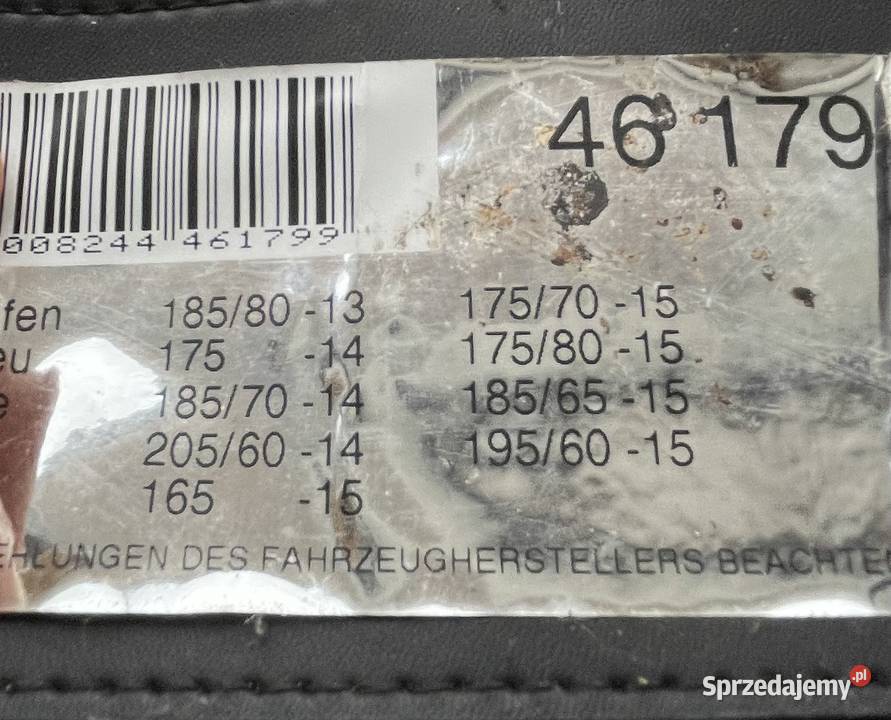 46 179
008244 461799
fen 185/80 -13 175/70 -15
eu 175 -14 175/80 -15
e 185/70 -14 185/65 -15
205/60 -14 195/60 -15
165 -15
EHLUNGEN DES FAHRZEUGHERSTELLERS BEACHTEN
Sprzedajemy.pl